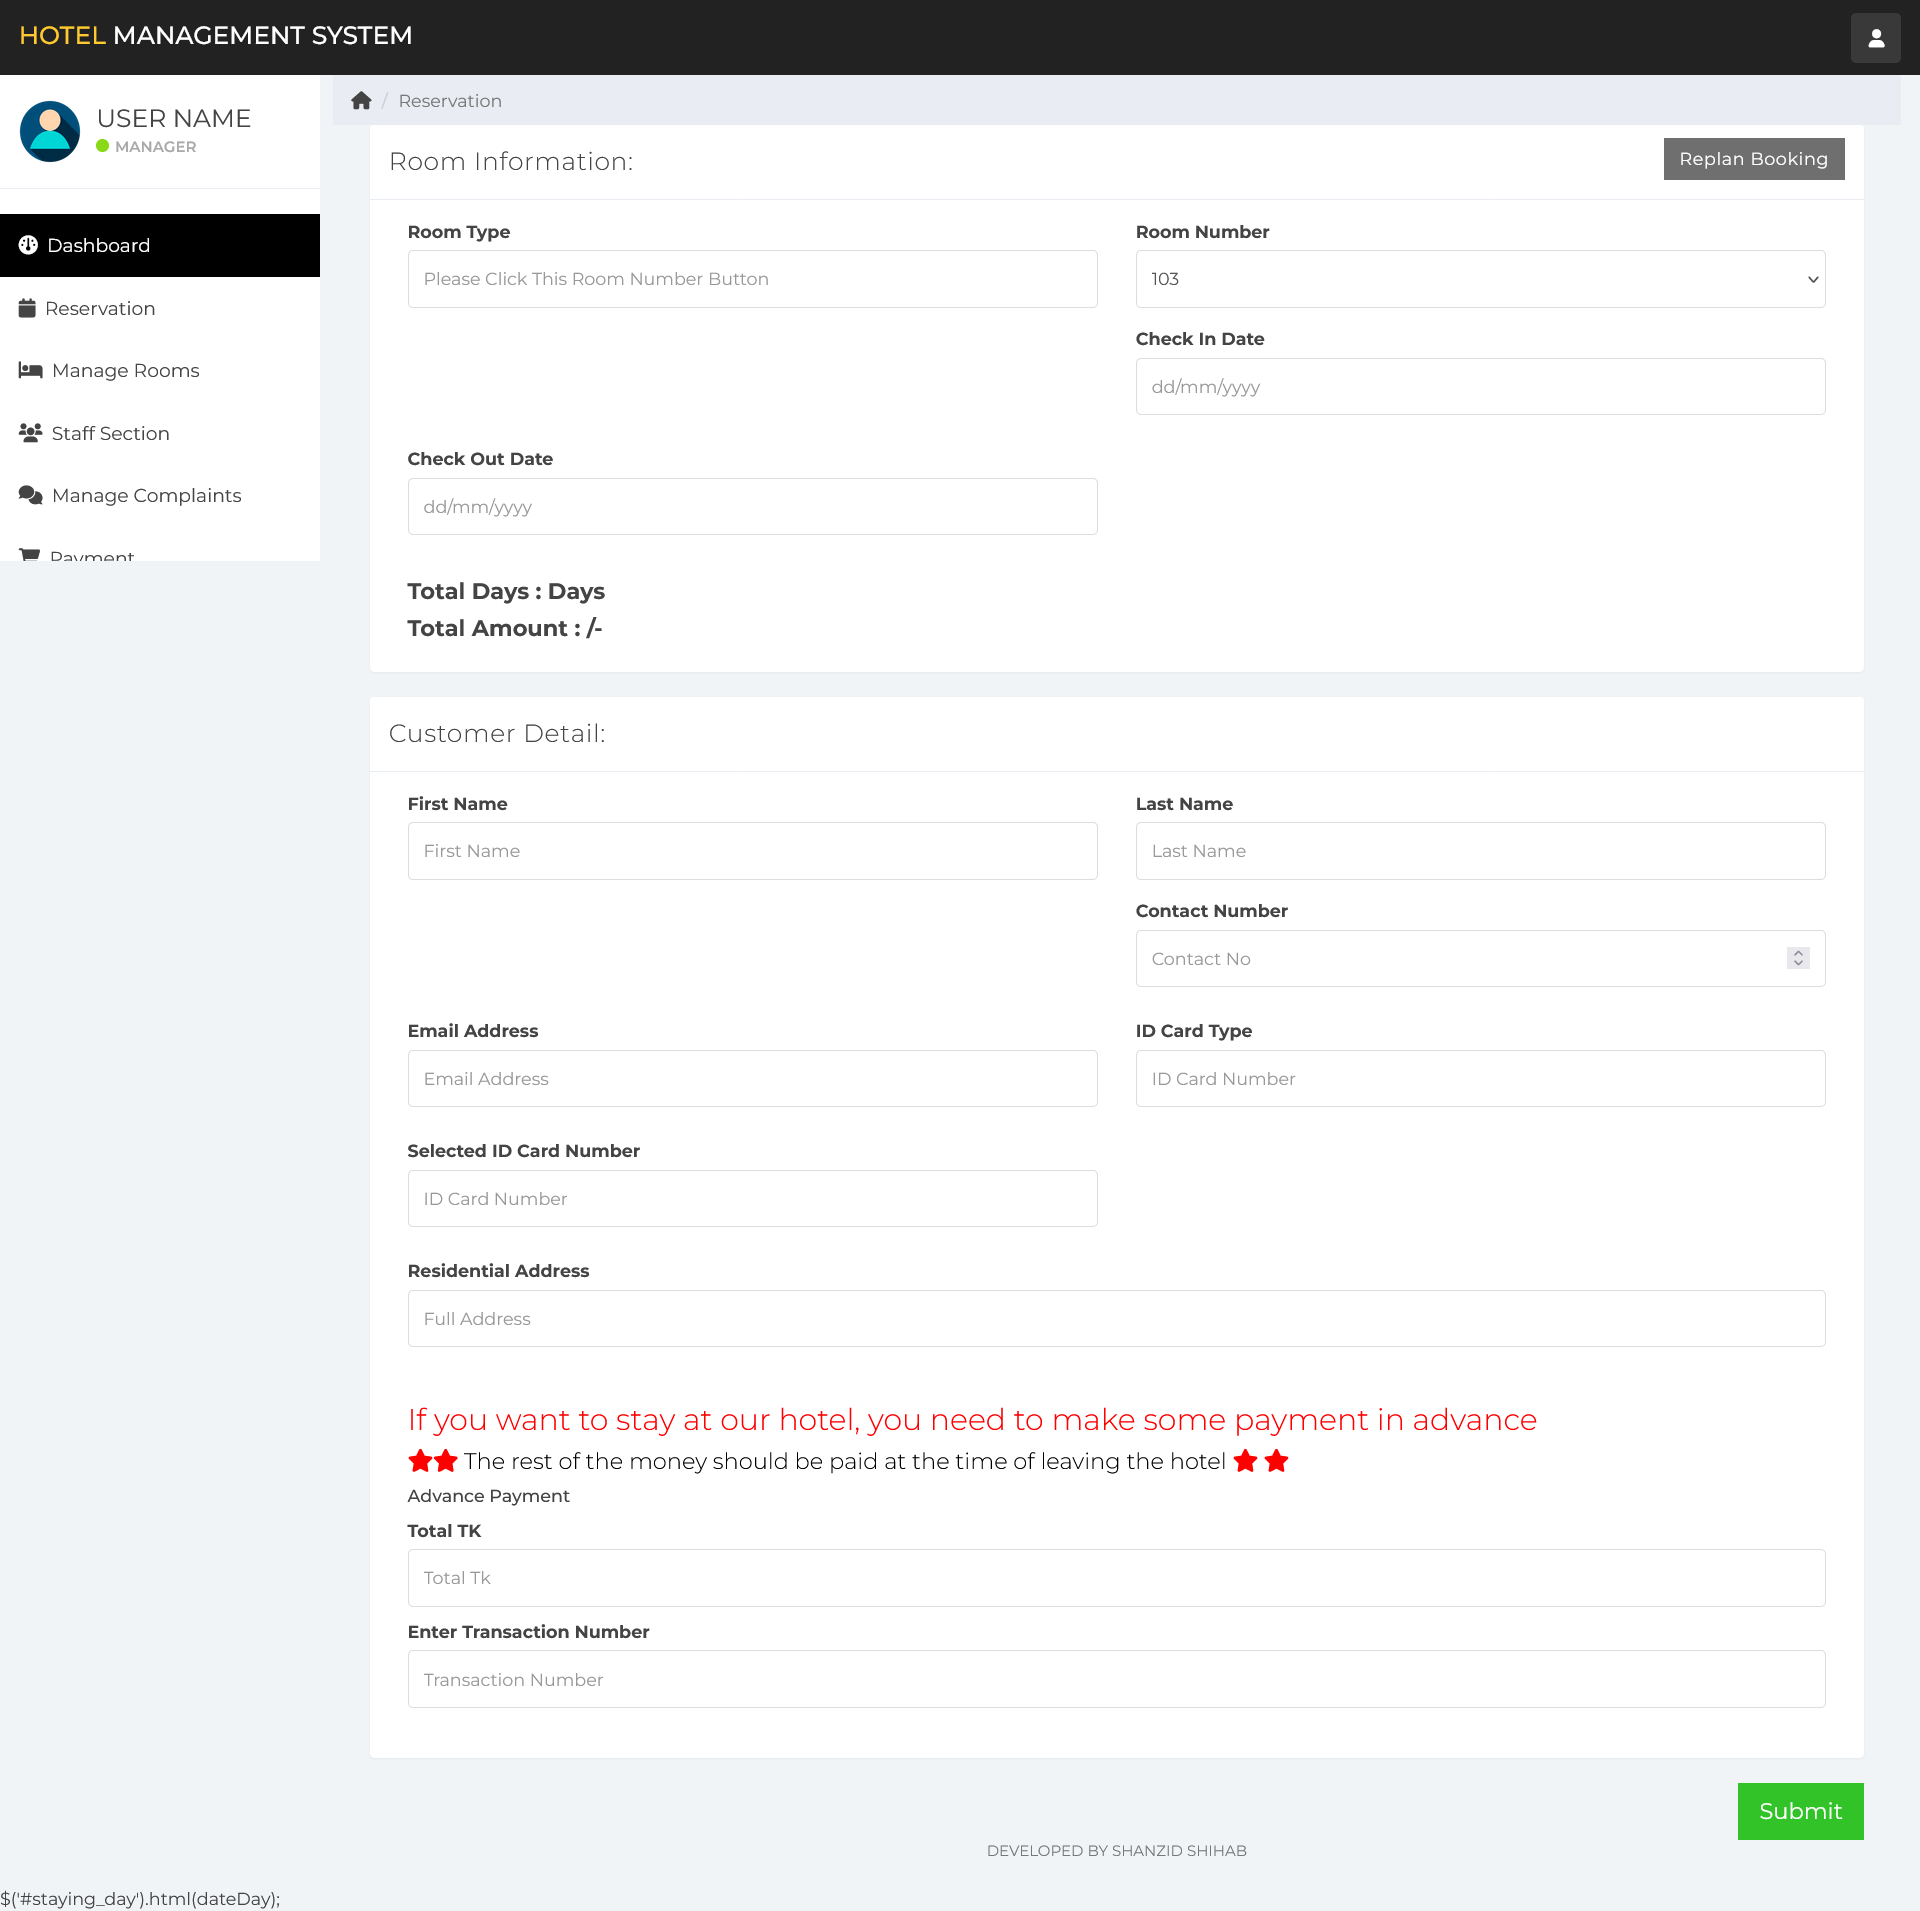 HOTEL MANAGEMENT SYSTEM
USER NAME
MANAGER
Dashboard
Reservation
Manage Rooms
Staff Section
Manage Complaints
Payment
/ Reservation
Room Information:
Replan Booking
Room Type
Please Click This Room Number Button
Room Number
103
Check In Date
dd/mm/yyyy
Check Out Date
dd/mm/yyyy
Total Days : Days
Total Amount : /-
Customer Detail:
First Name
First Name
Last Name
Last Name
Contact Number
Contact No
Email Address
Email Address
ID Card Type
ID Card Number
Selected ID Card Number
ID Card Number
Residential Address
Full Address
If you want to stay at our hotel, you need to make some payment in advance
The rest of the money should be paid at the time of leaving the hotel
Advance Payment
Total TK
Total Tk
Enter Transaction Number
Transaction Number
Submit
DEVELOPED BY SHANZID SHIHAB
$('#staying_day').html(dateDay);